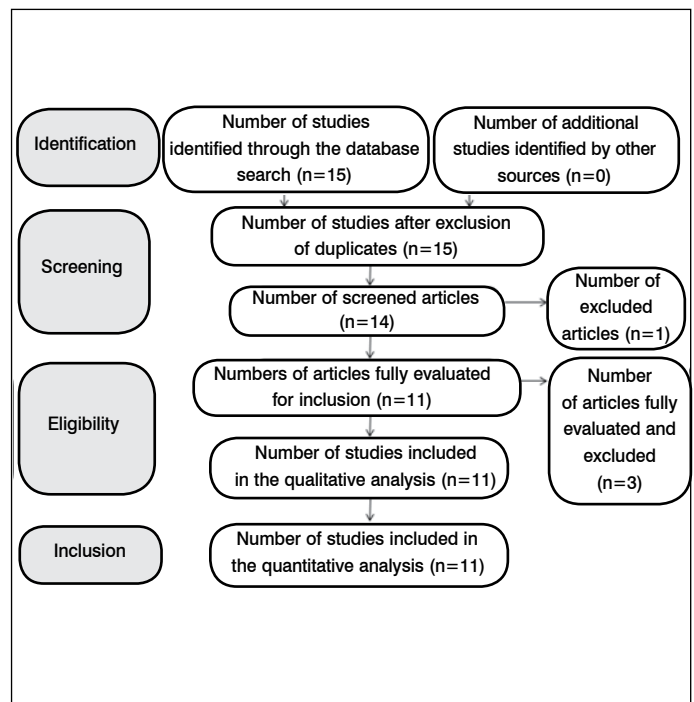 Identification
Number of studies
identified through the database
search (n=15)
Number of additional
studies identified by other
sources (n=0)
Screening
Number of studies after exclusion
of duplicates (n=15)
Number of screened articles
(n=14)
Number of
excluded
articles (n=1)
Eligibility
Numbers of articles fully evaluated
for inclusion (n=11)
Number
of articles fully
evaluated and
excluded
(n=3)
Number of studies included
in the qualitative analysis (n=11)
Inclusion
Number of studies included in
the quantitative analysis (n=11)